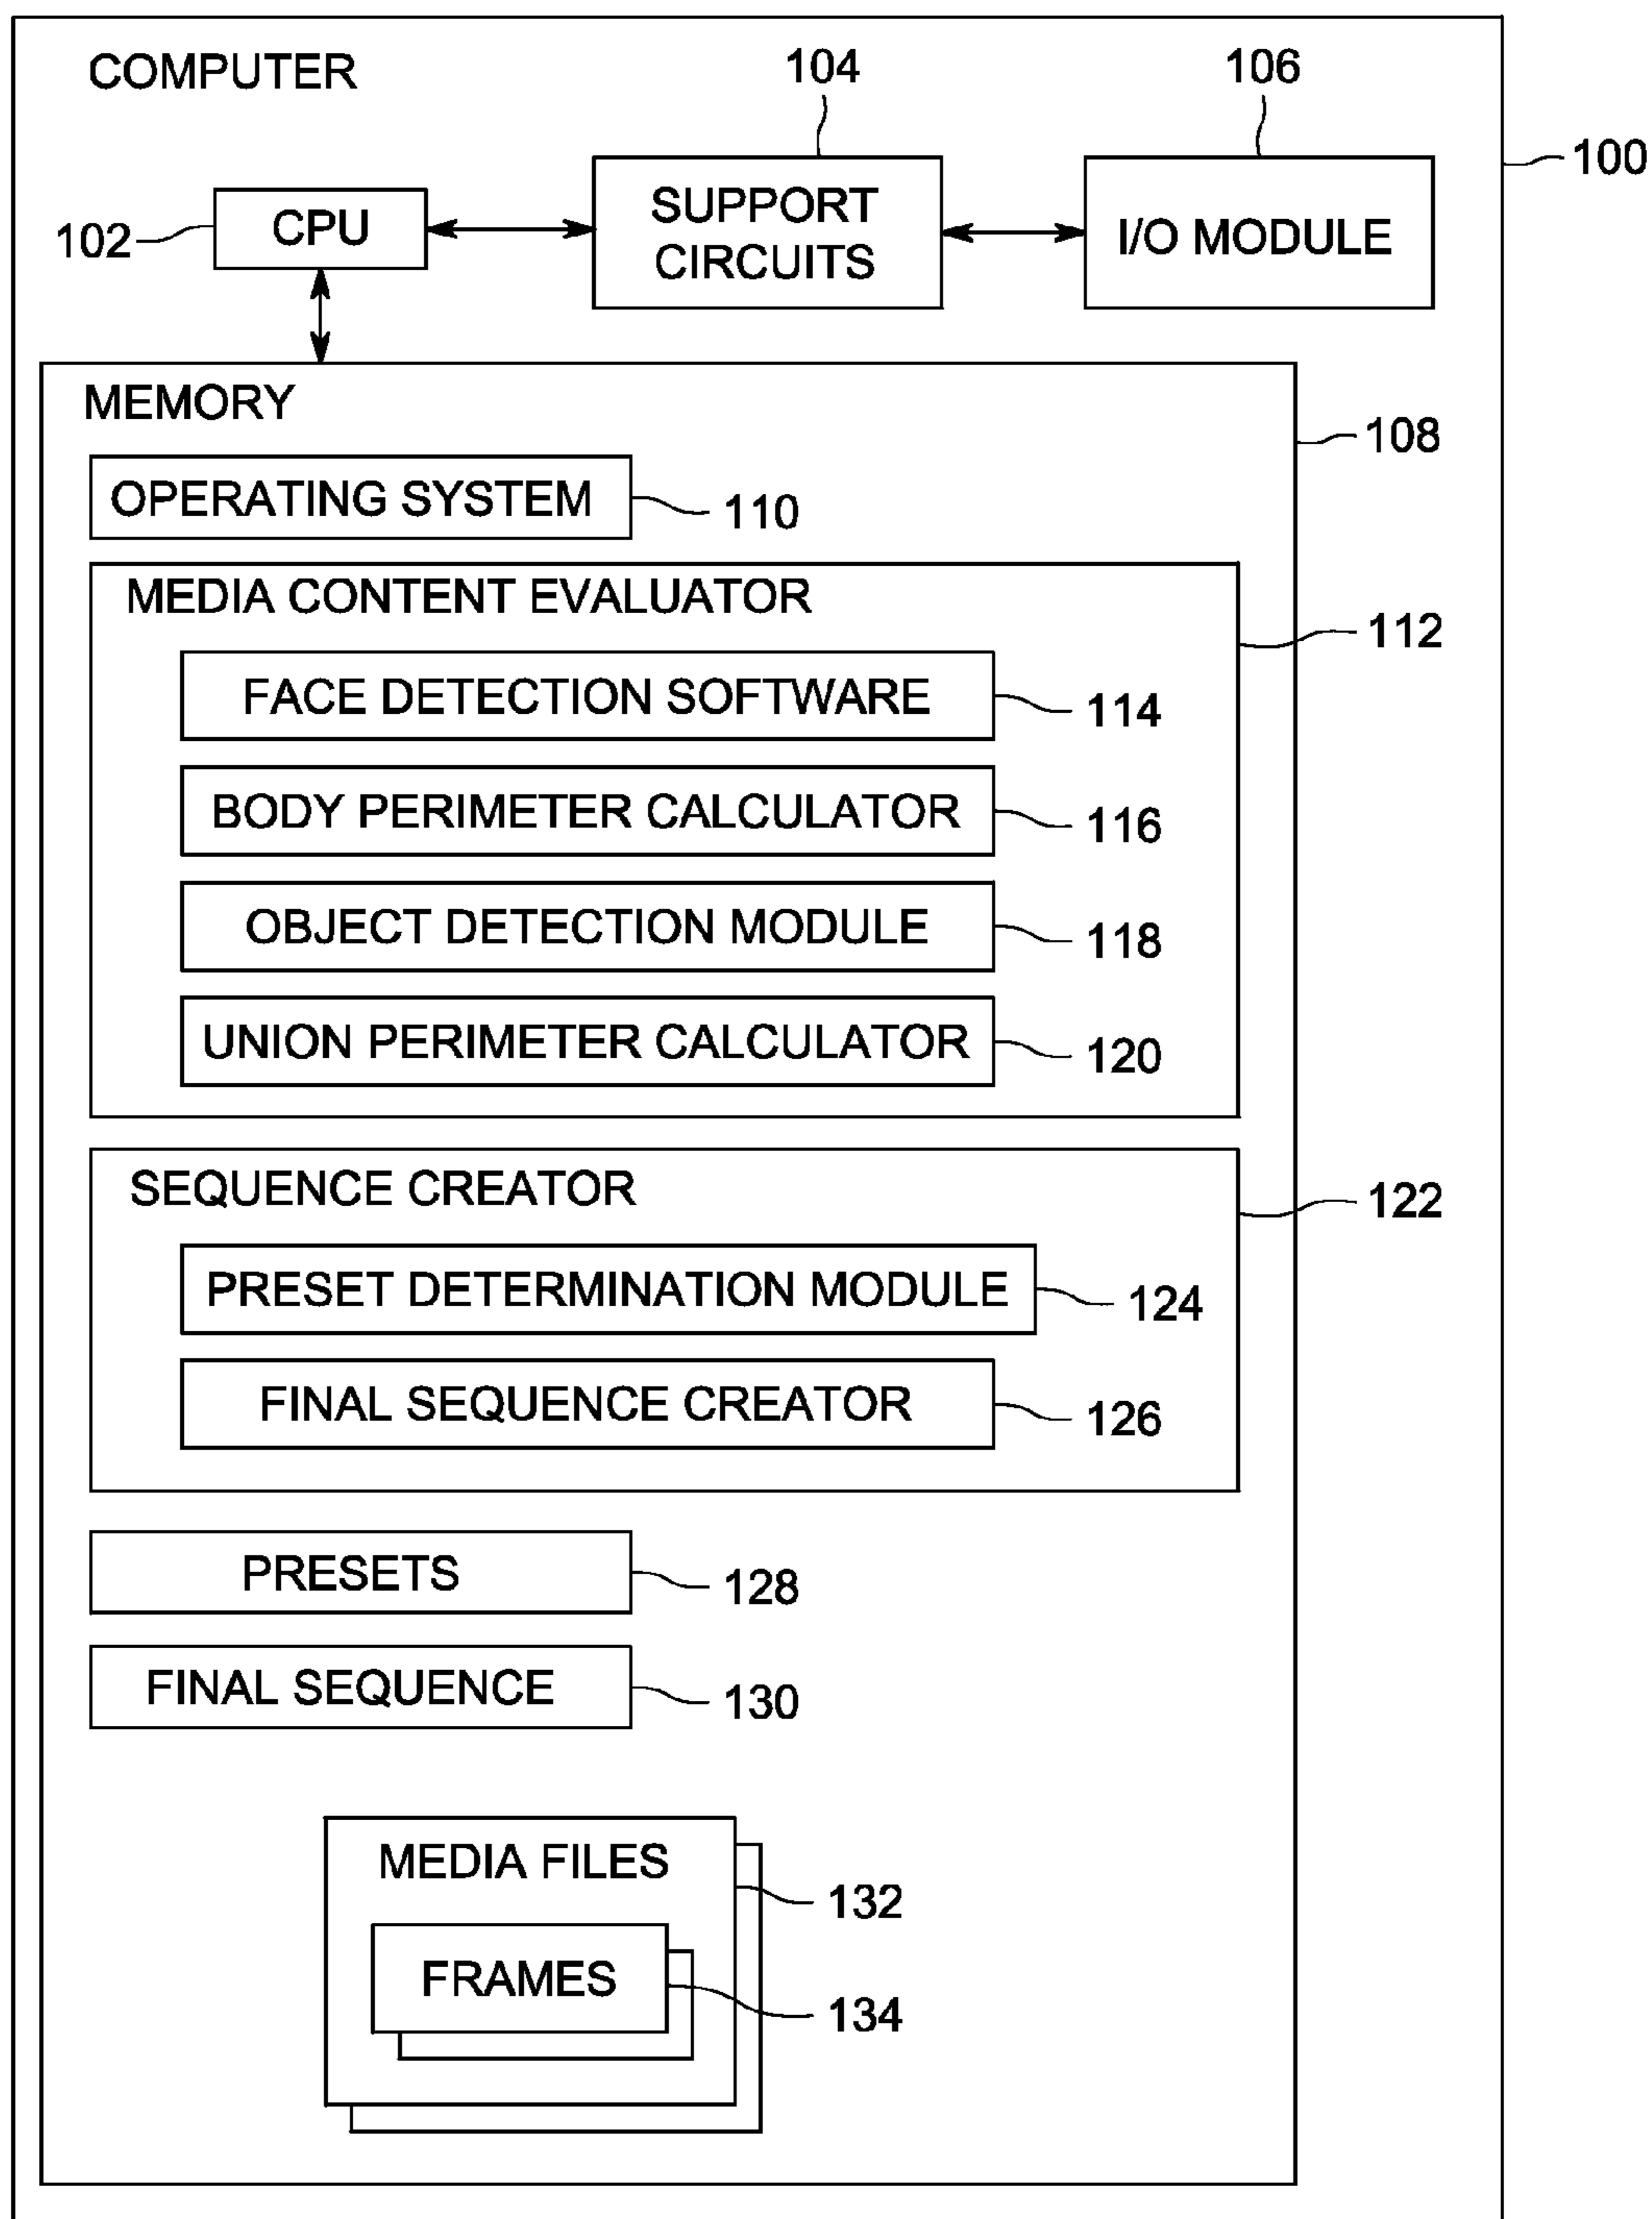 COMPUTER
104
106
100
102
CPU
SUPPORT
CIRCUITS
I/O MODULE
MEMORY
108
OPERATING SYSTEM
110
MEDIA CONTENT EVALUATOR
112
FACE DETECTION SOFTWARE
114
BODY PERIMETER CALCULATOR
116
OBJECT DETECTION MODULE
118
UNION PERIMETER CALCULATOR
120
SEQUENCE CREATOR
122
PRESET DETERMINATION MODULE
124
FINAL SEQUENCE CREATOR
126
PRESETS
128
FINAL SEQUENCE
130
MEDIA FILES
132
FRAMES
134